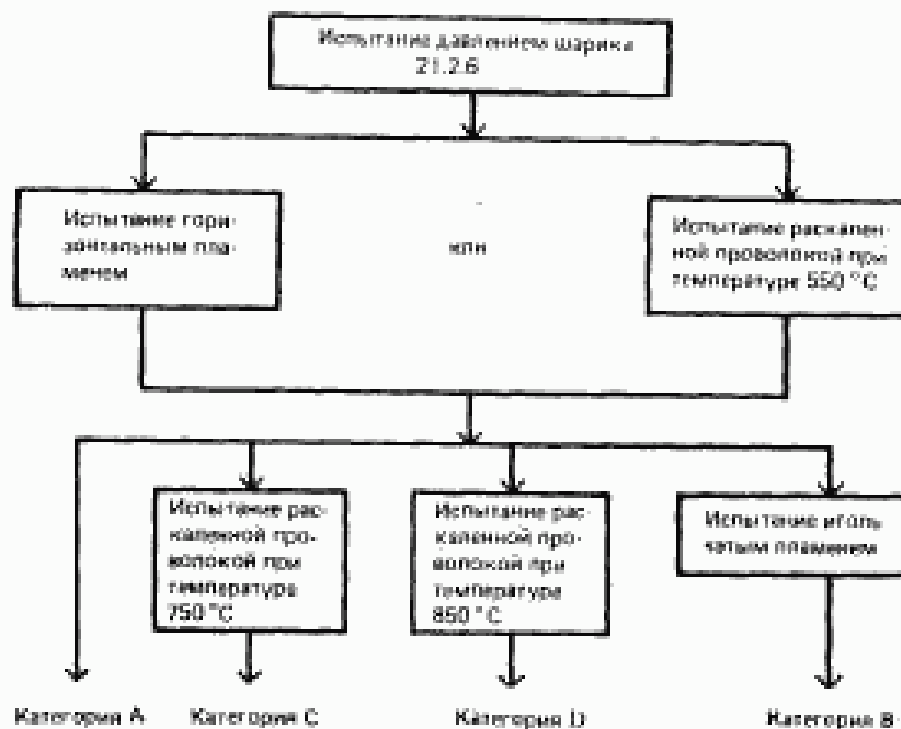 Испытание давлением шарика
21.2.6
Испытание гори-
зонтальным пла-
менем
или
Испытание раскален-
ной проволокой при
температуре 550 °C
Испытание рас-
каленной про-
волокой при
температуре
750 °C
Испытание рас-
каленной про-
волокой при
температура
850 °C
Испытание иголь
чатым пламенем
Категория A
Категория C
Категория D
Категория B